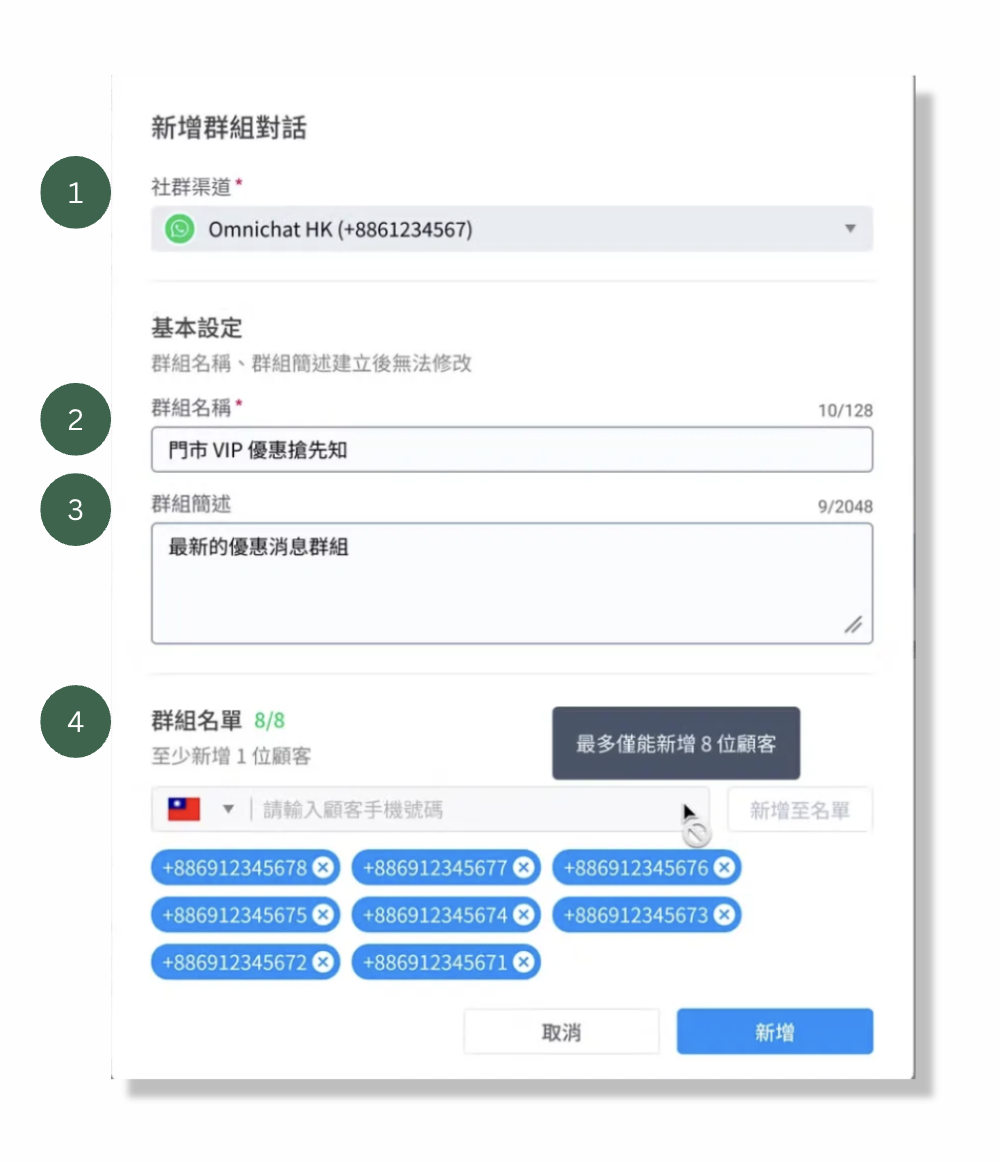 新增群組對話
1
社群渠道*
Omnichat HK (+8861234567)
基本設定
群組名稱、群組簡述建立後無法修改
2
群組名稱*
10/128
門市 VIP 優惠搶先知
3
群組簡述
9/2048
最新的優惠消息群組
4
群組名單 8/8
最多僅能新增 8 位顧客
至少新增 1 位顧客
請輸入顧客手機號碼
新增至名單
+886912345678 +886912345677 +886912345676
+886912345675 +886912345674 +886912345673
+886912345672 +886912345671
取消 新增